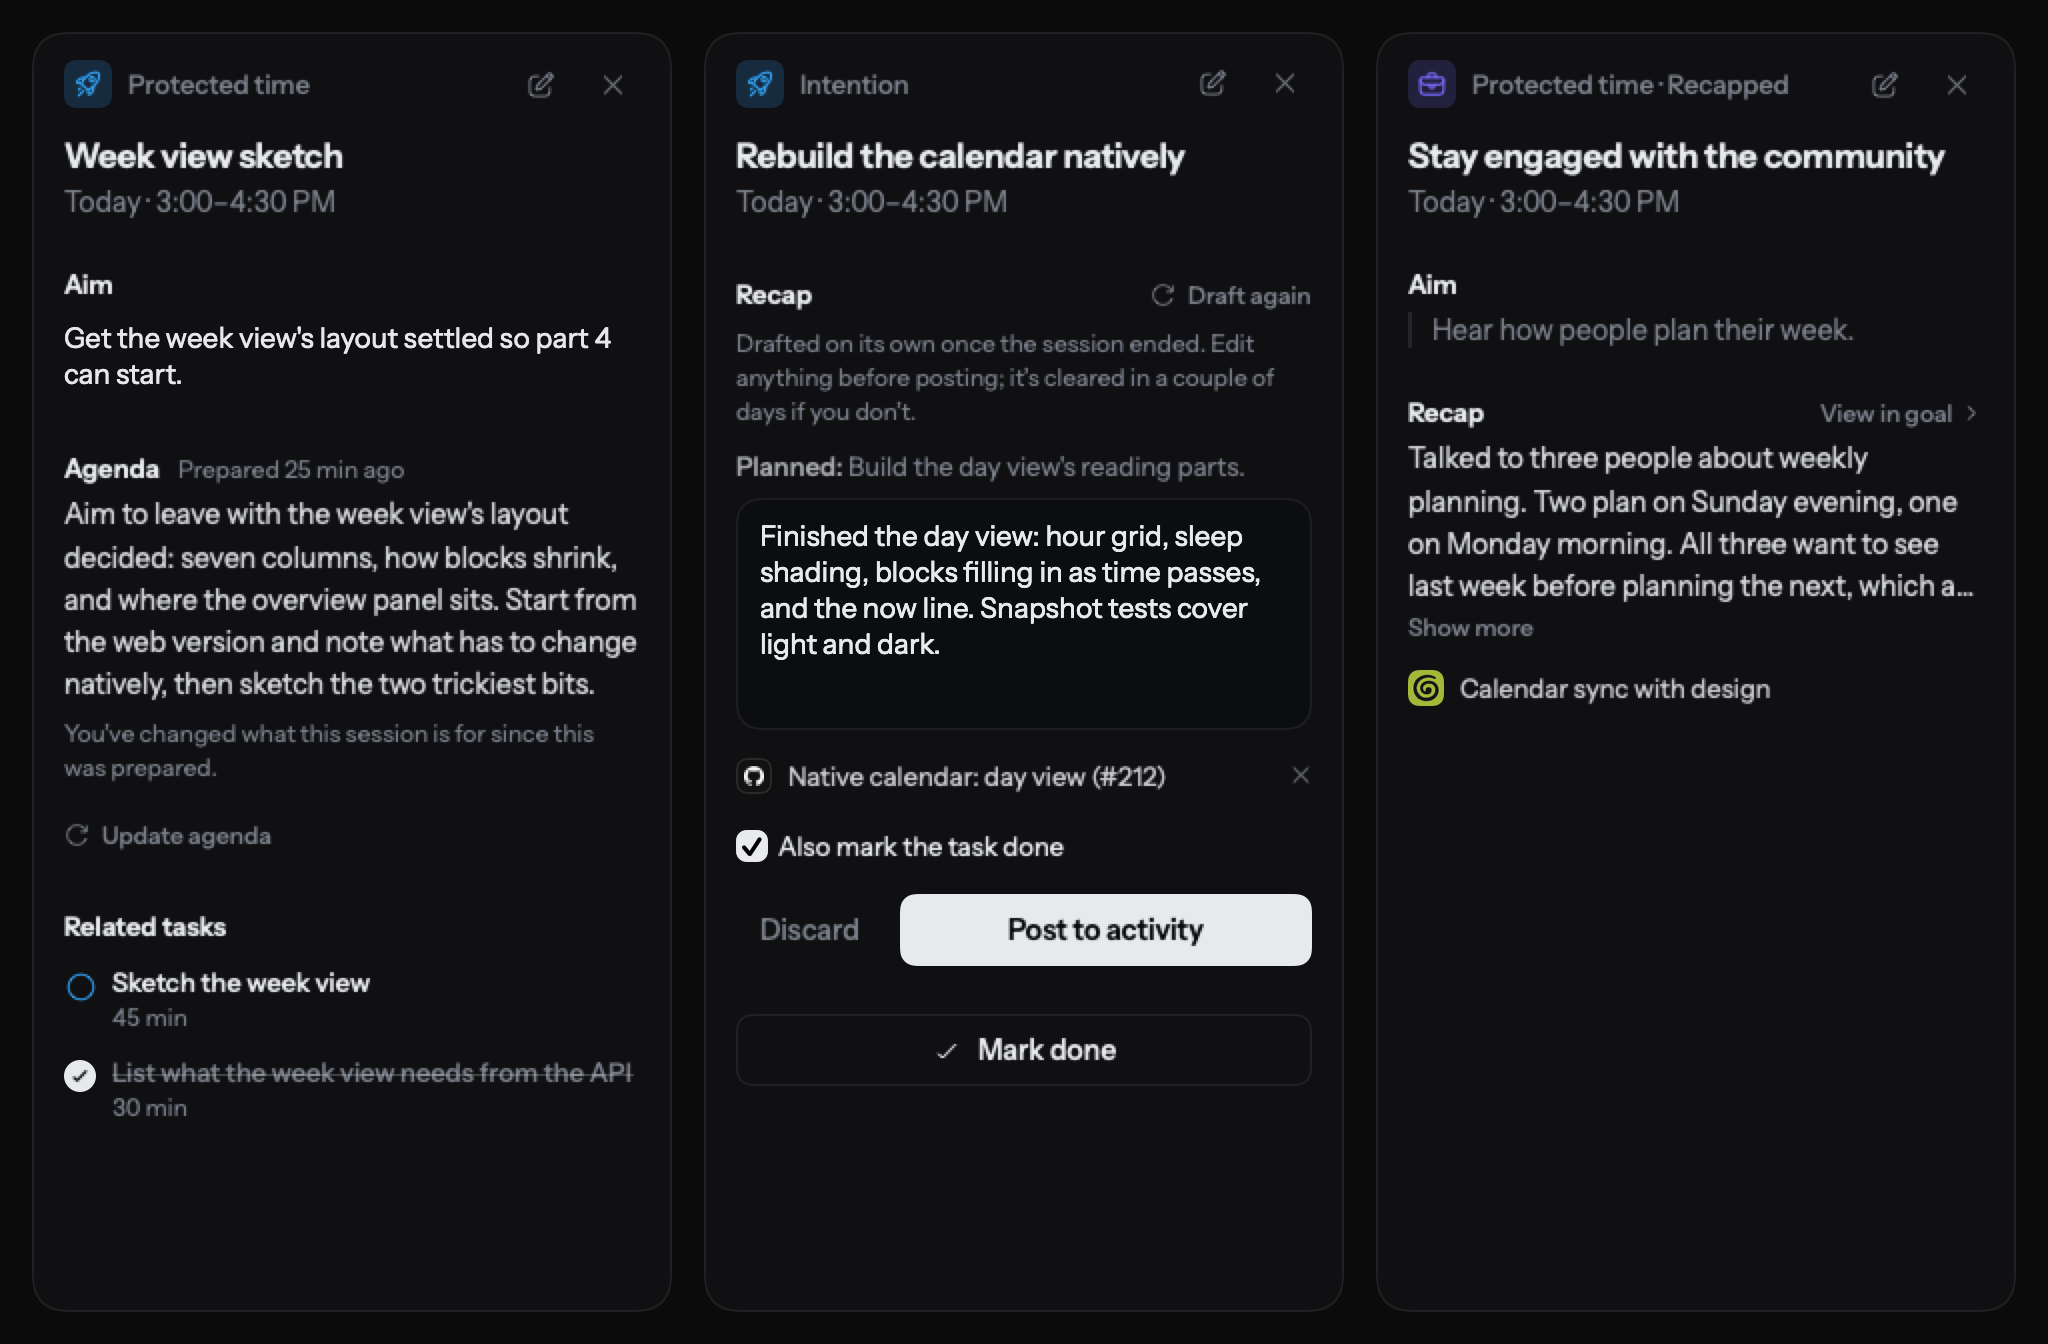 Protected time
Week view sketch
Today · 3:00–4:30 PM
Aim
Get the week view's layout settled so part 4
can start.
Agenda Prepared 25 min ago
Aim to leave with the week view's layout
decided: seven columns, how blocks shrink,
and where the overview panel sits. Start from
the web version and note what has to change
natively, then sketch the two trickiest bits.
You've changed what this session is for since this
was prepared.
Update agenda
Related tasks
Sketch the week view
45 min
List what the week view needs from the API
30 min
Intention
Rebuild the calendar natively
Today · 3:00–4:30 PM
Recap Draft again
Drafted on its own once the session ended. Edit
anything before posting; it's cleared in a couple of
days if you don't.
Planned: Build the day view's reading parts.
Finished the day view: hour grid, sleep
shading, blocks filling in as time passes,
and the now line. Snapshot tests cover
light and dark.
Native calendar: day view (#212)
Also mark the task done
Discard Post to activity
Mark done
Protected time · Recapped
Stay engaged with the community
Today · 3:00–4:30 PM
Aim
Hear how people plan their week.
Recap View in goal
Talked to three people about weekly
planning. Two plan on Sunday evening, one
on Monday morning. All three want to see
last week before planning the next, which a...
Show more
Calendar sync with design